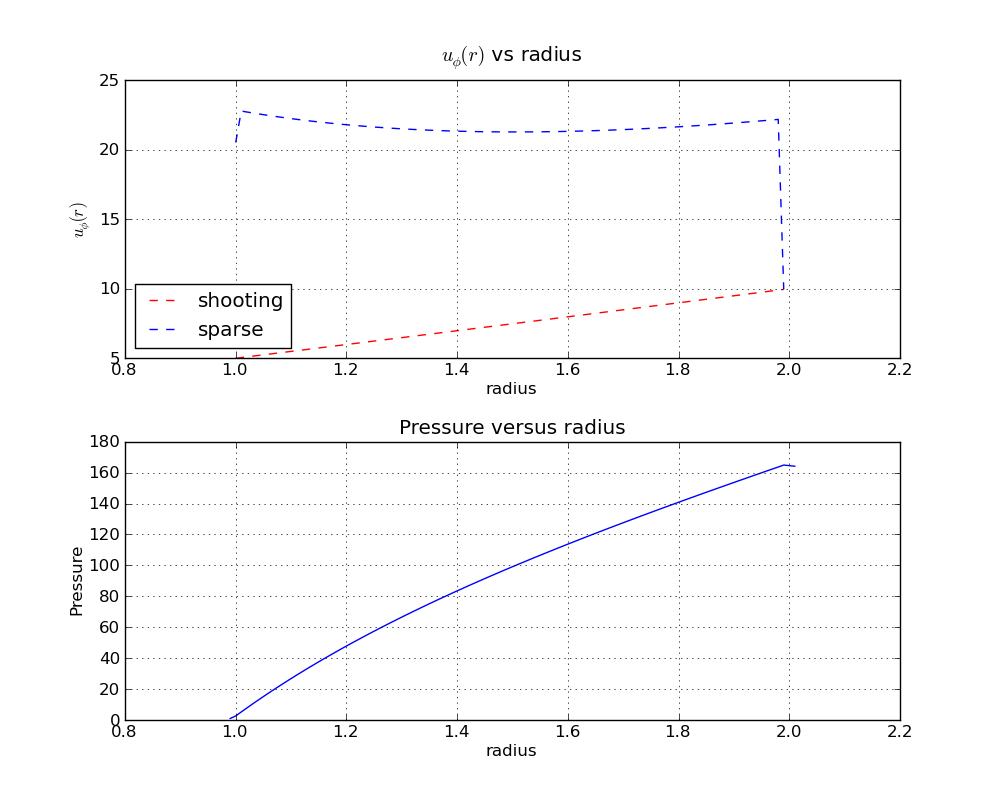 u_ϕ(r) vs radius
25
20
15
10
5
u_ϕ(r)
shooting
sparse
0.8 1.0 1.2 1.4 1.6 1.8 2.0 2.2
radius
Pressure versus radius
180
160
140
120
100
80
60
40
20
0
Pressure
0.8 1.0 1.2 1.4 1.6 1.8 2.0 2.2
radius